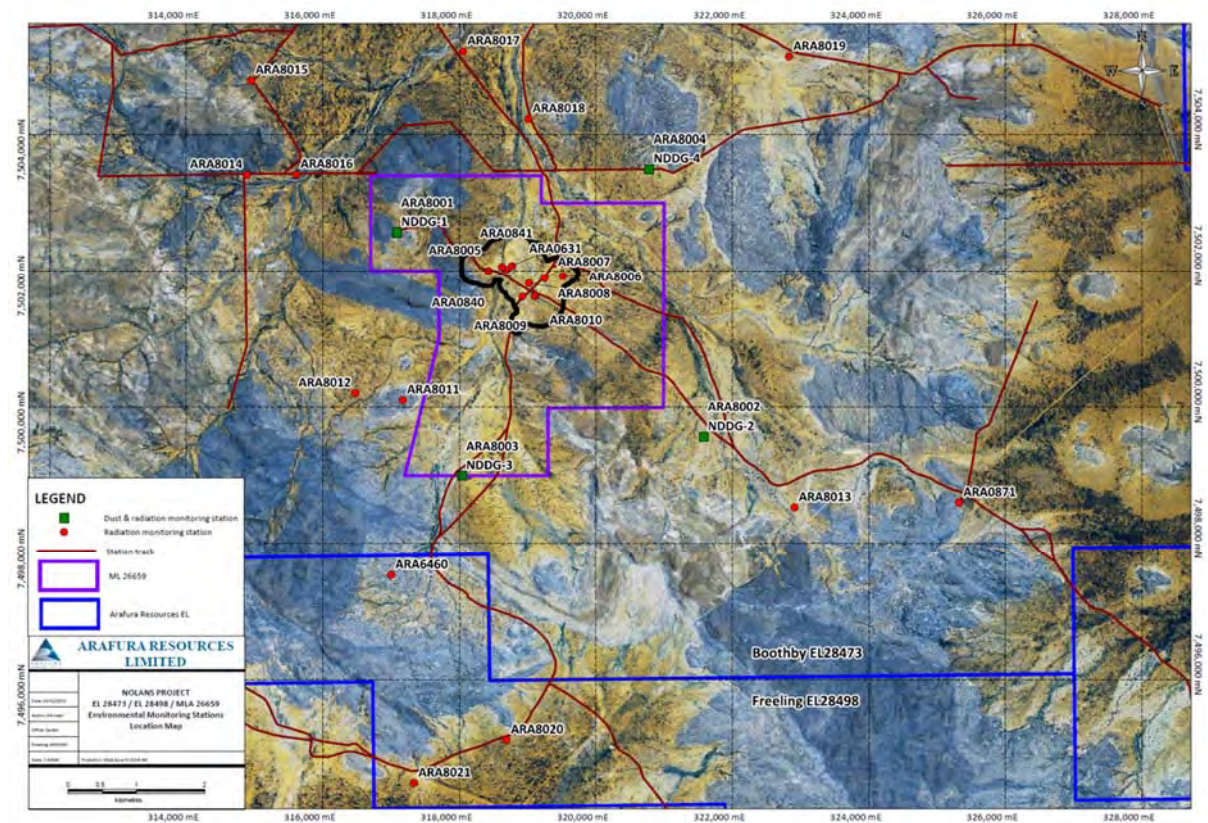 314,000 mE
316,000 mE
318,000 mE
320,000 mE
322,000 mE
324,000 mE
326,000 mE
328,000 mE
N
W
E
ARA8017
ARA8019
ARA8015
ARA8018
7,504,000 mN
7,504,000 mN
ARA8004
NDDG-4
ARA8014
ARA8016
ARA8001
NDDG-1
ARA0841
ARA0631
ARA8005
ARA8007
ARA8006
7,502,000 mN
7,502,000 mN
ARA0840
ARA8008
ARA8009
ARA8010
ARA8012
ARA8011
7,500,000 mN
7,500,000 mN
ARA8002
NDDG-2
ARA8003
NDDG-3
ARA8013
ARA0871
7,498,000 mN
7,498,000 mN
ARA6460
Boothby EL28473
Freeling EL28498
7,496,000 mN
7,496,000 mN
ARA8020
ARA8021
LEGEND
Dust & radiation monitoring station
Radiation monitoring station
Station track
ML 26659
Arafura Resources EL
ARAFURA RESOURCES
LIMITED
NOLANS PROJECT
EL 28473 / EL 28498 / MLA 26659
Environmental Monitoring Stations
Location Map
0 0.5 1 2
kilometres
314,000 mE
316,000 mE
318,000 mE
320,000 mE
322,000 mE
324,000 mE
326,000 mE
328,000 mE